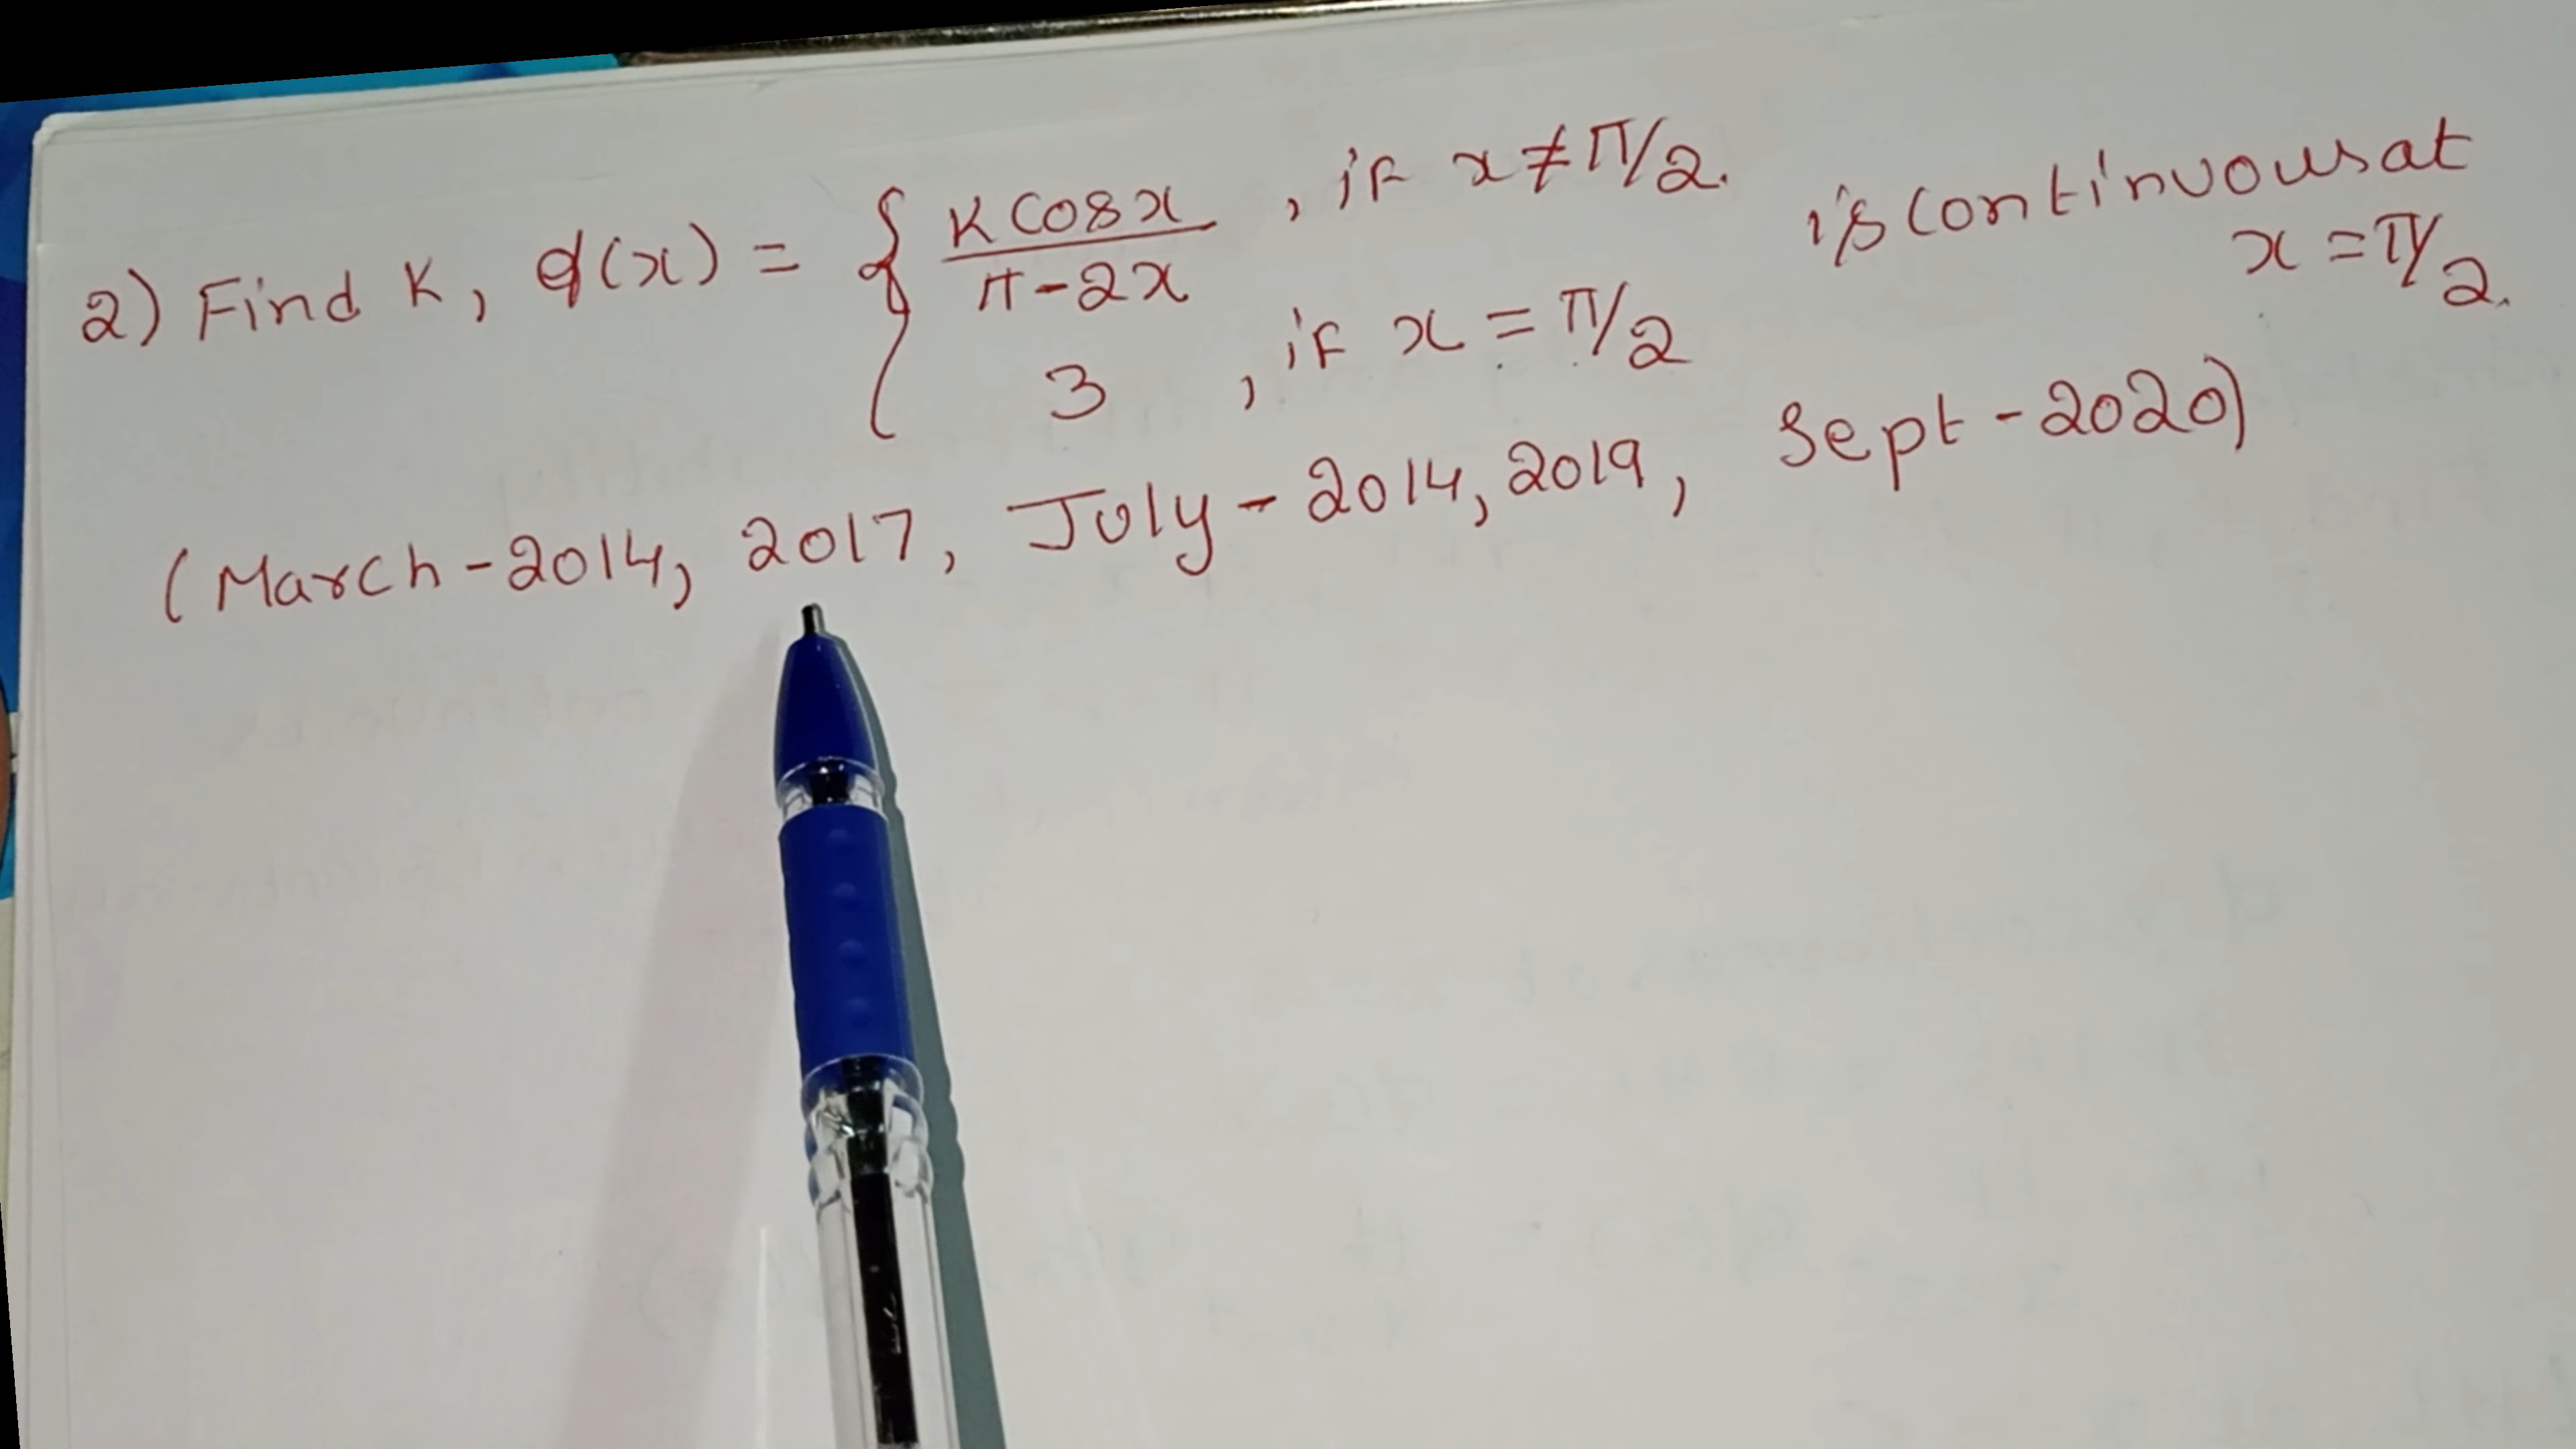 2) Find K, f(x) = { K cos x / π-2x , if x ≠ π/2. is continuous at x = π/2.
3 , if x = π/2
(March-2014, 2017, July-2014, 2019, Sept-2020)